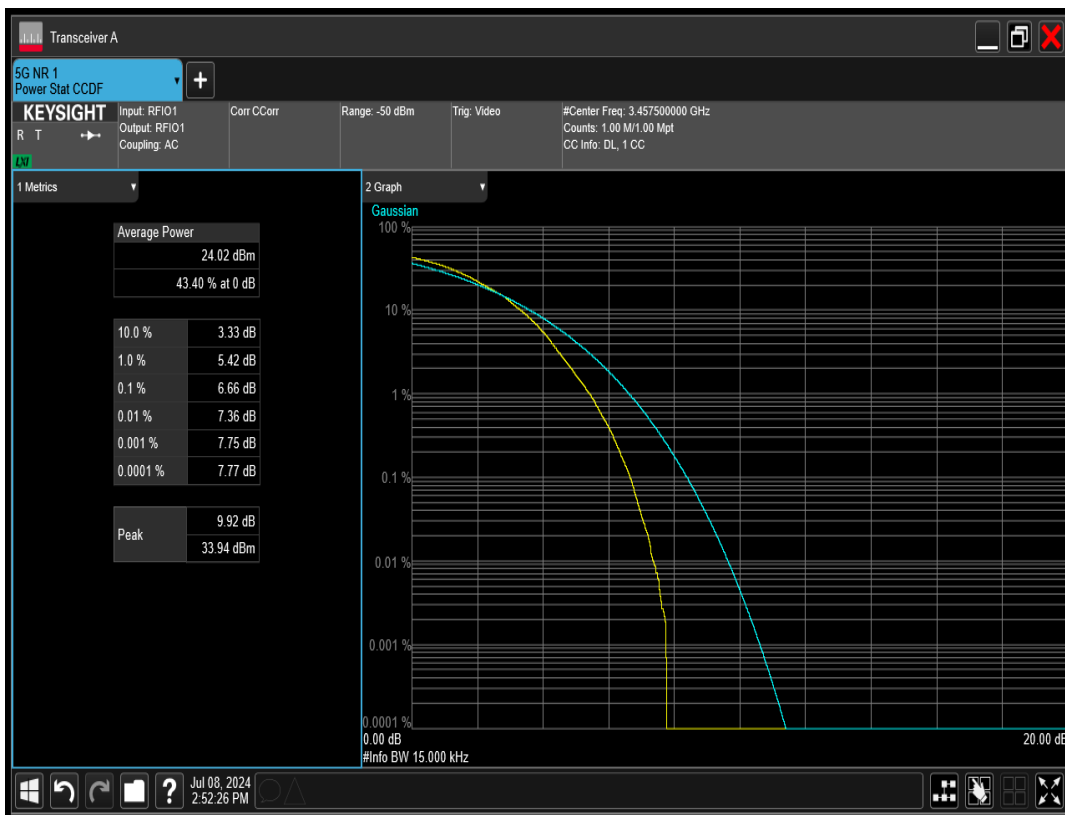 Transceiver A
5G NR 1
Power Stat CCDF
+
KEYSIGHT
R T
LXI
Input: RFIO1
Output: RFIO1
Coupling: AC
Corr CCorr
Range: -50 dBm
Trig: Video
#Center Freq: 3.457500000 GHz
Counts: 1.00 M/1.00 Mpt
CC Info: DL, 1 CC
1 Metrics
Average Power
24.02 dBm
43.40 % at 0 dB
10.0 % 3.33 dB
1.0 % 5.42 dB
0.1 % 6.66 dB
0.01 % 7.36 dB
0.001 % 7.75 dB
0.0001 % 7.77 dB
Peak
9.92 dB
33.94 dBm
2 Graph
Gaussian
100 %
10 %
1 %
0.1 %
0.01 %
0.001 %
0.0001 %
0.00 dB 20.00 dB
#Info BW 15.000 kHz
?
Jul 08, 2024
2:52:26 PM